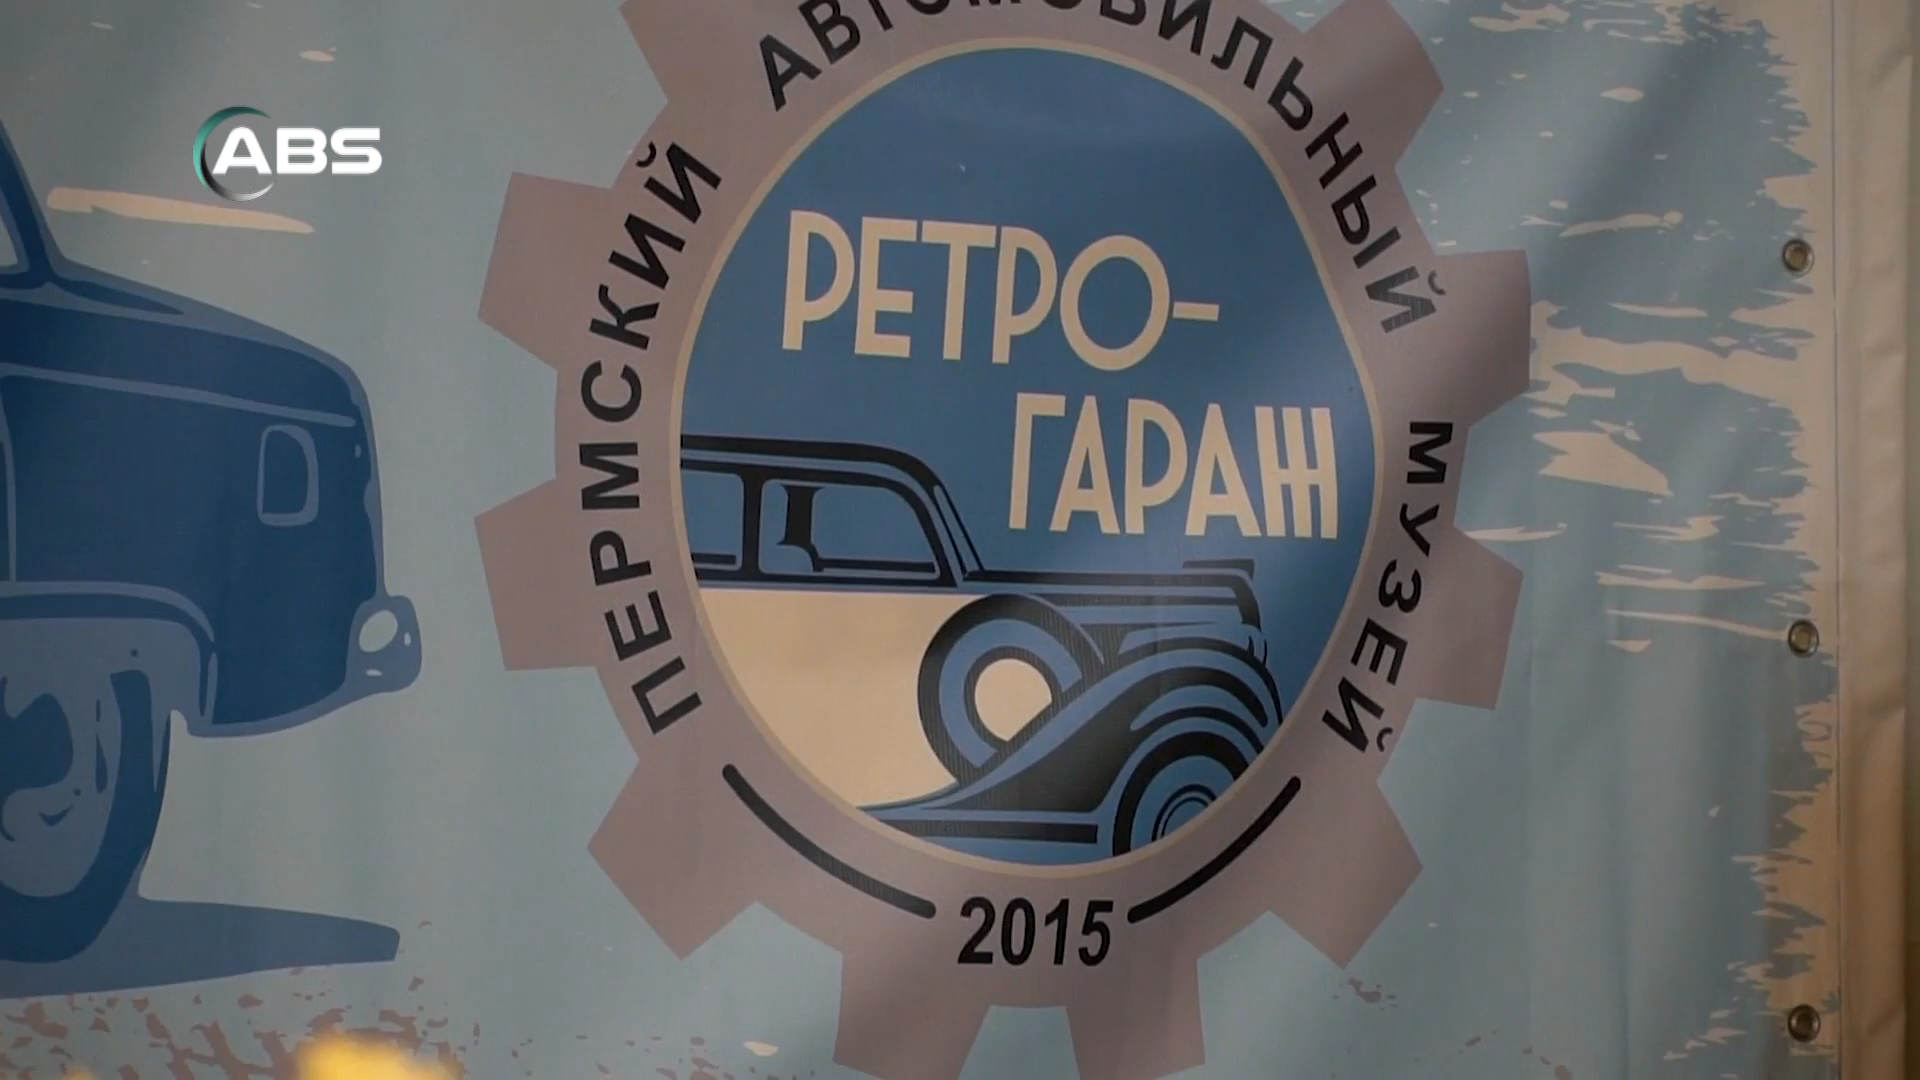 ABS
ПЕРМСКИЙ АВТОМОБИЛЬНЫЙ МУЗЕЙ
РЕТРО-
ГАРАЖ
2015